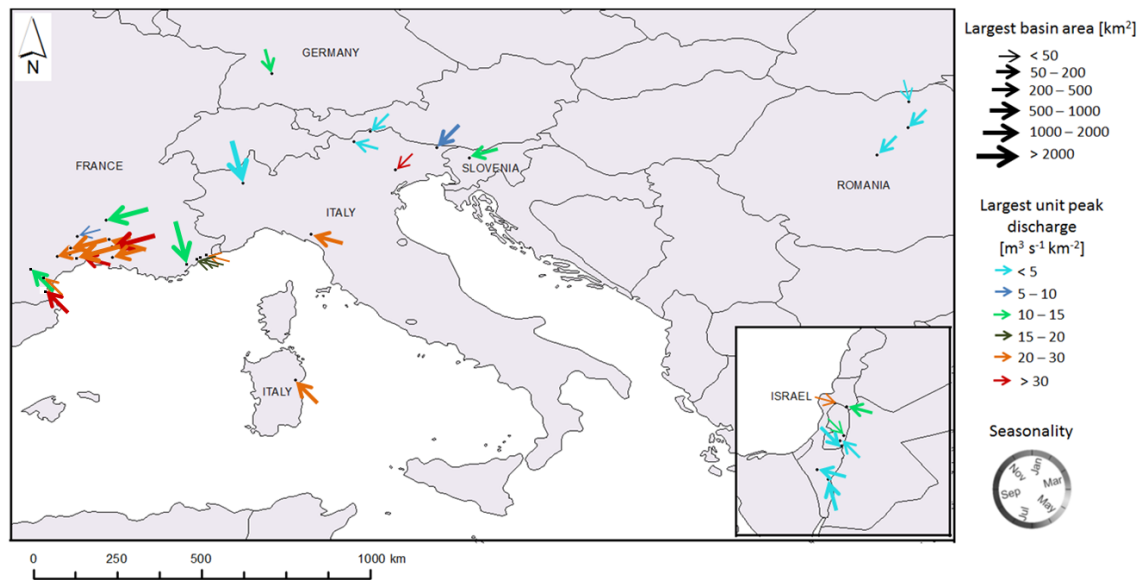 N
GERMANY
FRANCE
SLOVENIA
ITALY
ROMANIA
ITALY
ISRAEL
0 250 500 1000 km
Largest basin area [km²]
< 50
50 – 200
200 – 500
500 – 1000
1000 – 2000
> 2000
Largest unit peak
discharge
[m³ s⁻¹ km⁻²]
< 5
5 – 10
10 – 15
15 – 20
20 – 30
> 30
Seasonality
Jan
Mar
May
Jul
Sep
Nov